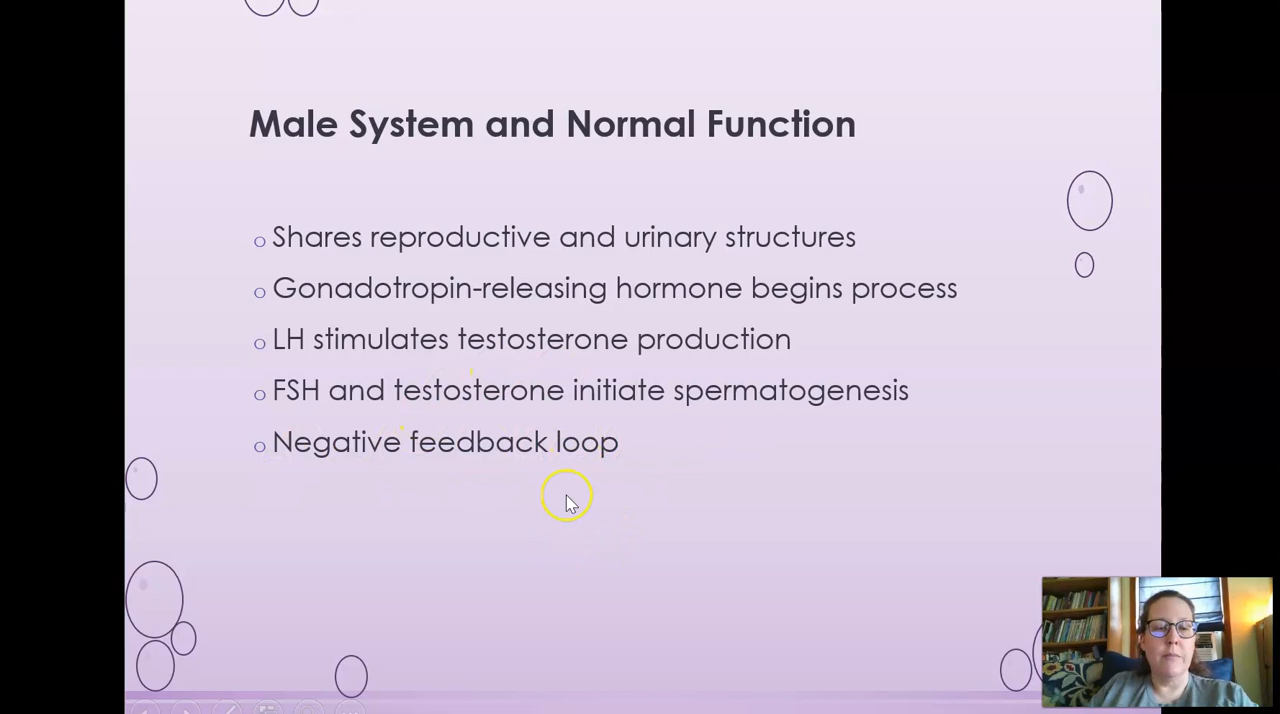 Male System and Normal Function
Shares reproductive and urinary structures
Gonadotropin-releasing hormone begins process
LH stimulates testosterone production
FSH and testosterone initiate spermatogenesis
Negative feedback loop